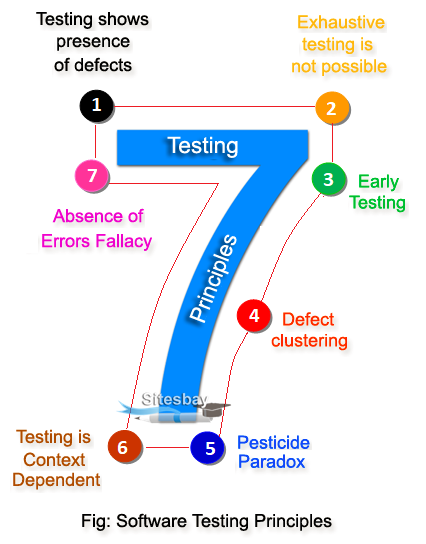 Testing shows
presence
of defects
Exhaustive
testing is
not possible
1
2
Testing
7
3
Early
Testing
Absence of
Errors Fallacy
Principles
4
Defect
clustering
Sitesbay
Testing is
Context
Dependent
6
5
Pesticide
Paradox
Fig: Software Testing Principles